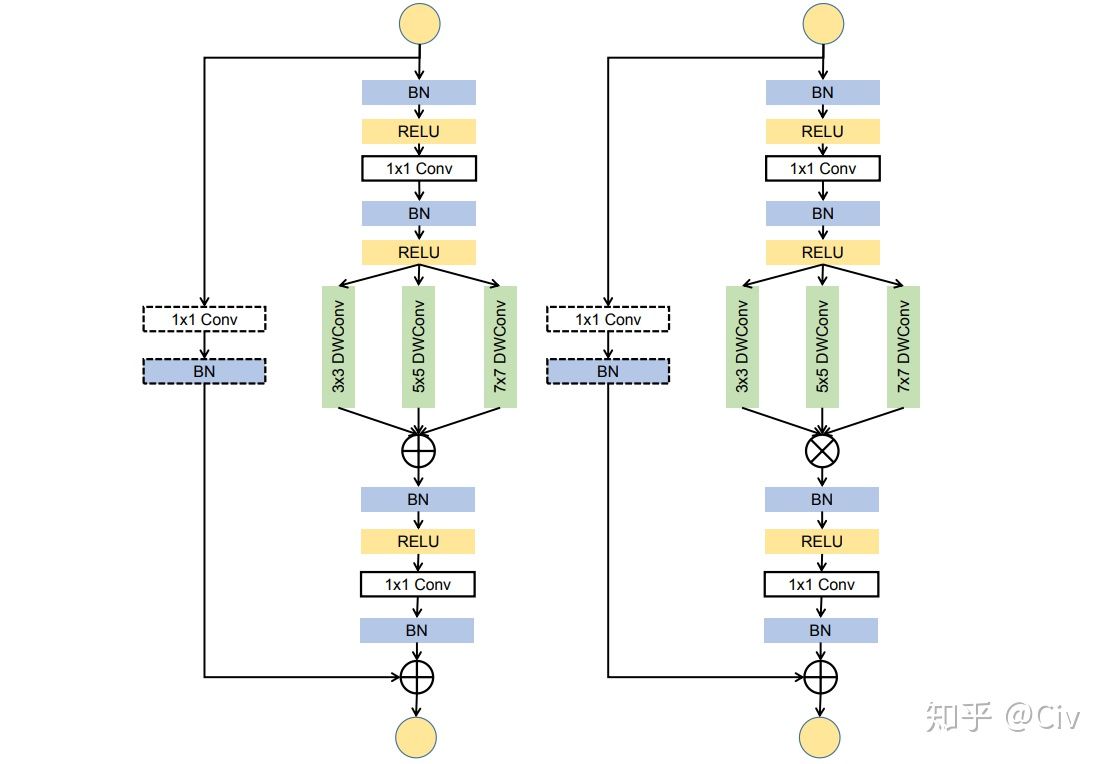 BN
RELU
1x1 Conv
BN
RELU
1x1 Conv
BN
3x3 DWConv
5x5 DWConv
7x7 DWConv
BN
RELU
1x1 Conv
BN
BN
RELU
1x1 Conv
BN
RELU
1x1 Conv
BN
3x3 DWConv
5x5 DWConv
7x7 DWConv
BN
RELU
1x1 Conv
BN
知乎 @Civ